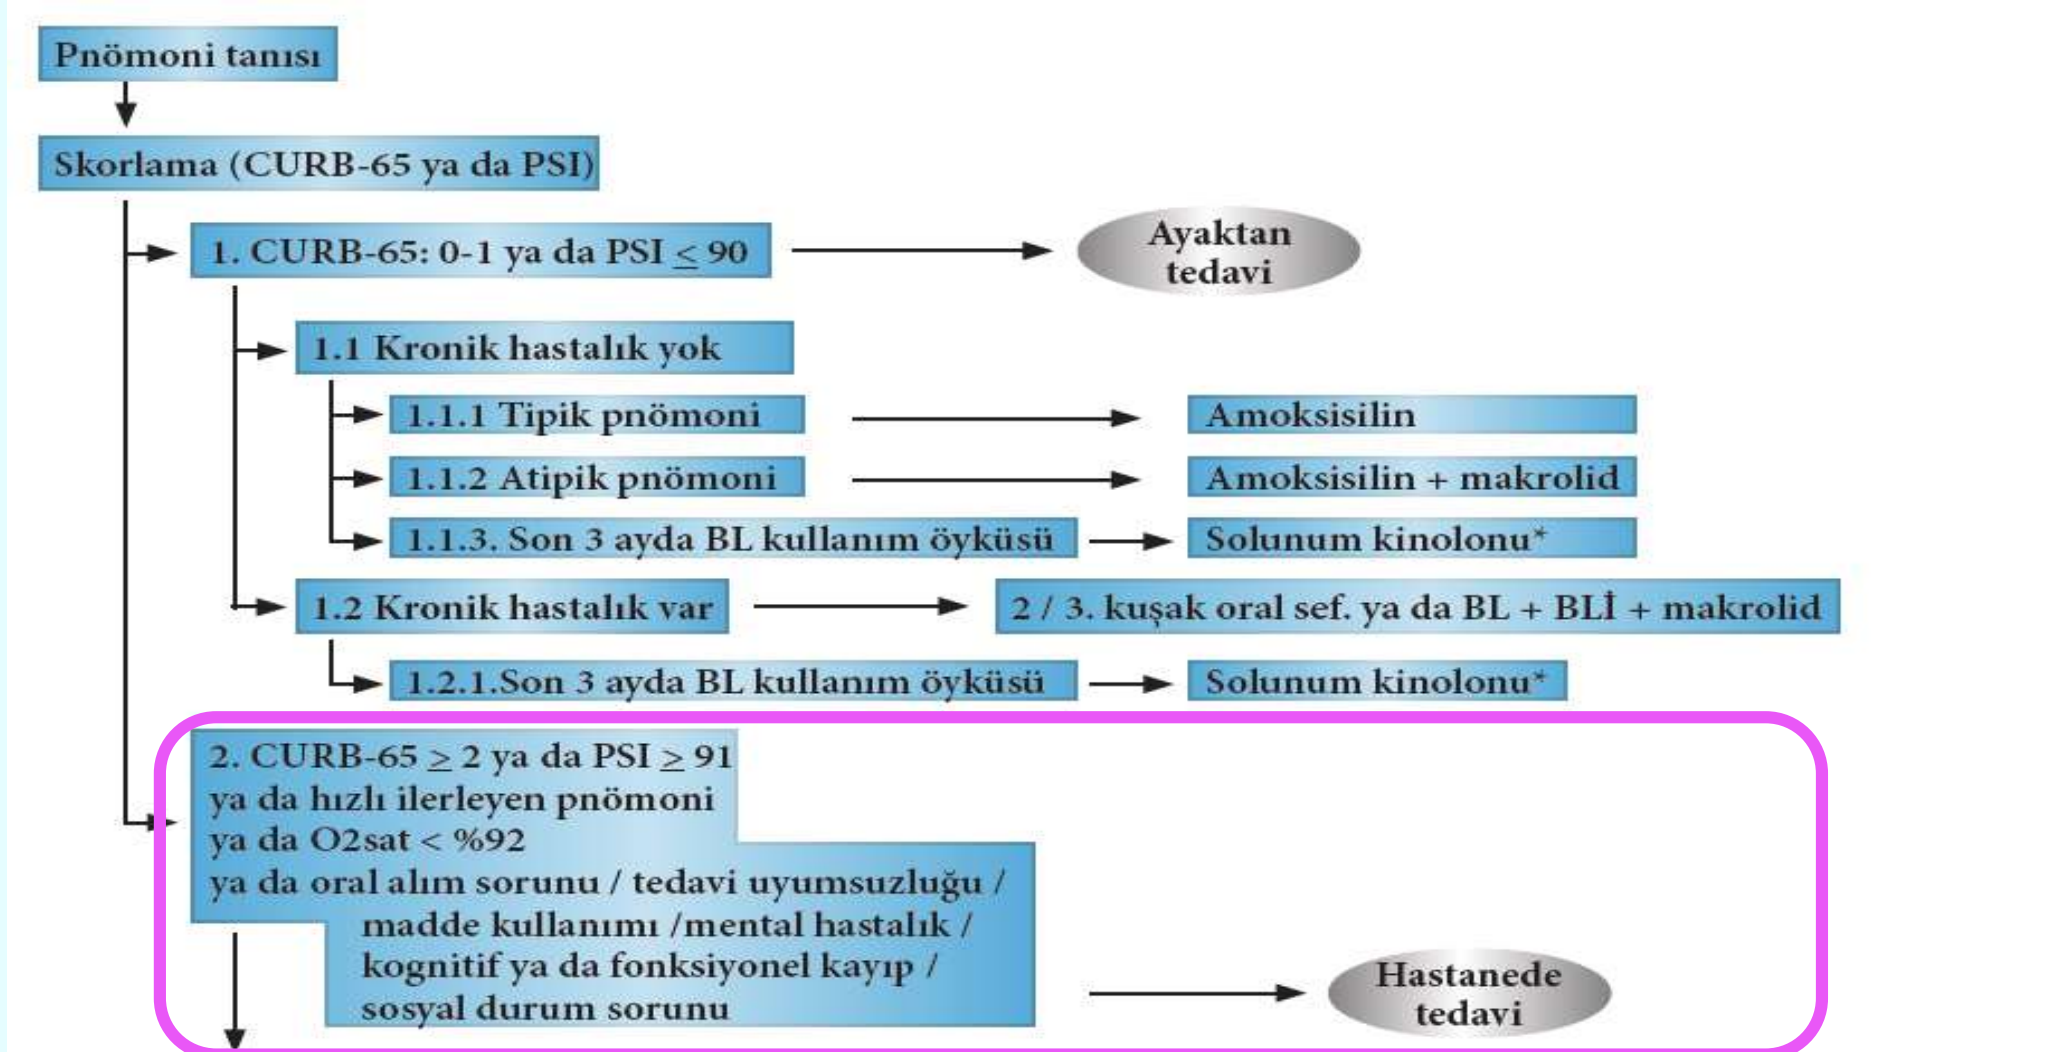 Pnömoni tanısı
Skorlama (CURB-65 ya da PSI)
1. CURB-65: 0-1 ya da PSI ≤ 90
Ayaktan
tedavi
1.1 Kronik hastalık yok
1.1.1 Tipik pnömoni
Amoksisilin
1.1.2 Atipik pnömoni
Amoksisilin + makrolid
1.1.3. Son 3 ayda BL kullanım öyküsü
Solunum kinolonu*
1.2 Kronik hastalık var
2 / 3. kuşak oral sef. ya da BL + BLİ + makrolid
1.2.1.Son 3 ayda BL kullanım öyküsü
Solunum kinolonu*
2. CURB-65 ≥ 2 ya da PSI ≥ 91
ya da hızlı ilerleyen pnömoni
ya da O2sat < %92
ya da oral alım sorunu / tedavi uyumsuzluğu /
madde kullanımı /mental hastalık /
kognitif ya da fonksiyonel kayıp /
sosyal durum sorunu
Hastanede
tedavi